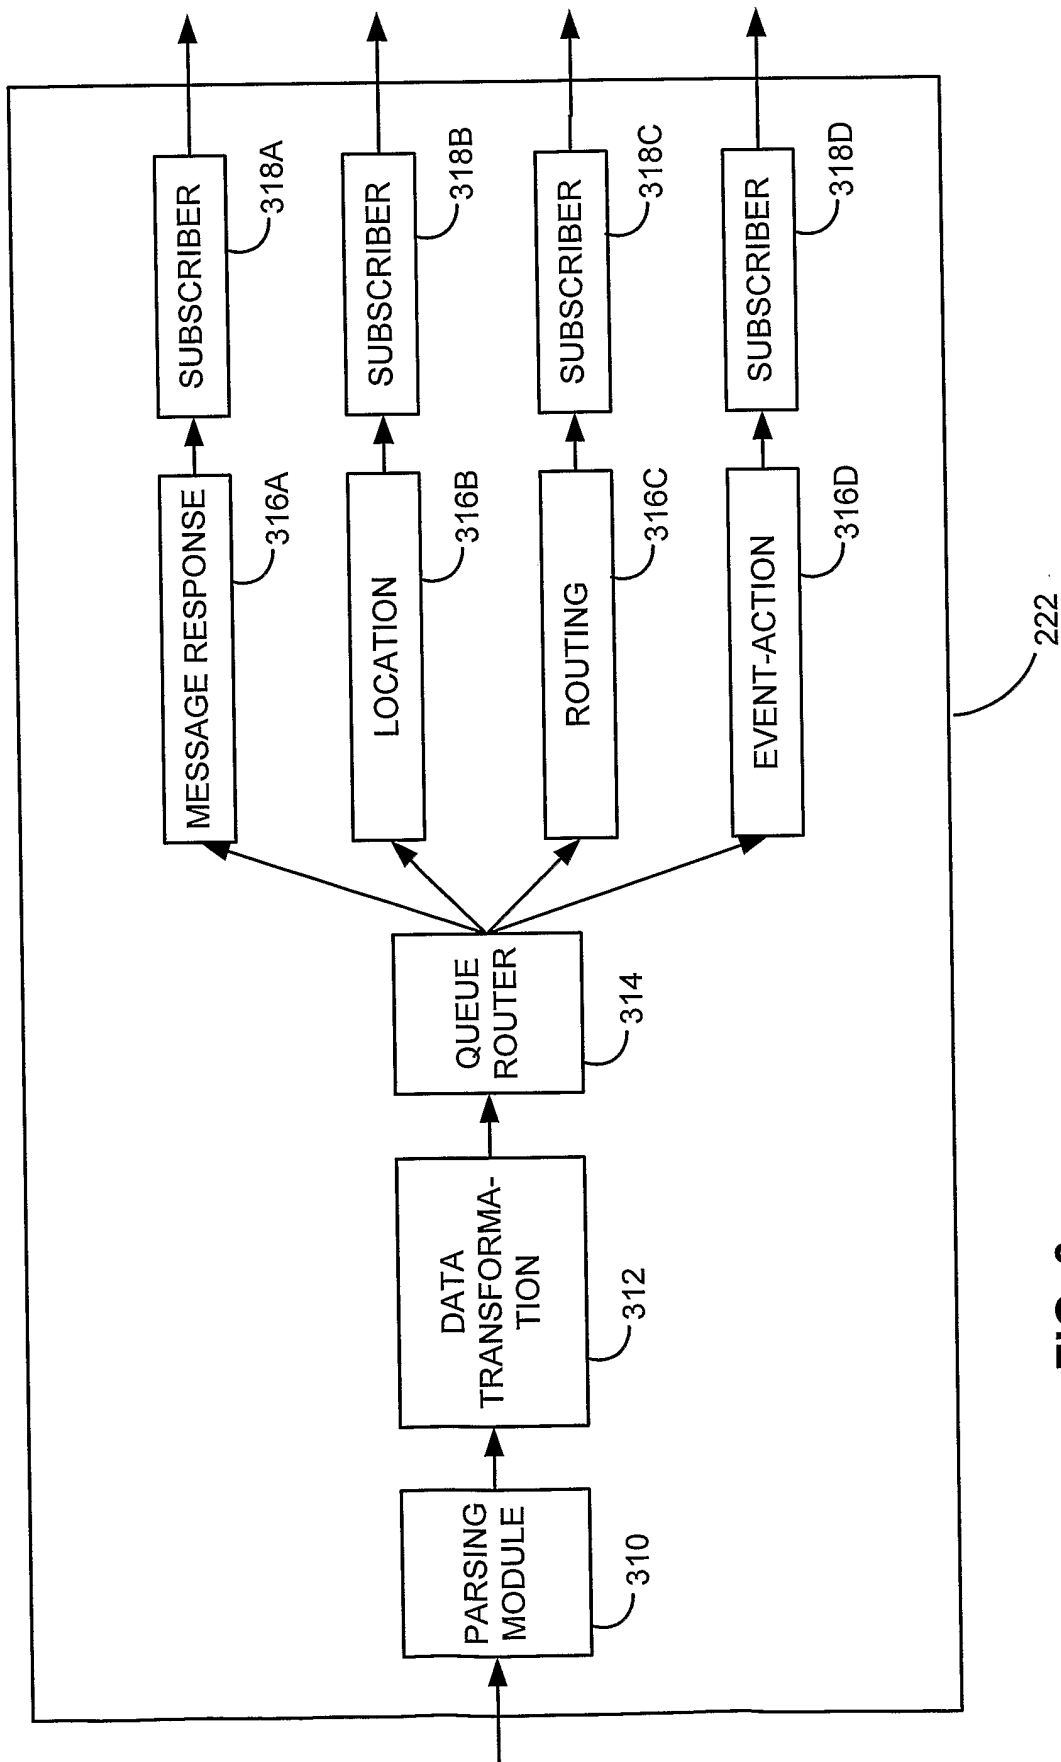 PARSING
MODULE
310
DATA
TRANSFORMA-
TION
312
QUEUE
ROUTER
314
MESSAGE RESPONSE
316A
SUBSCRIBER
318A
LOCATION
316B
SUBSCRIBER
318B
ROUTING
316C
SUBSCRIBER
318C
EVENT-ACTION
316D
SUBSCRIBER
318D
222